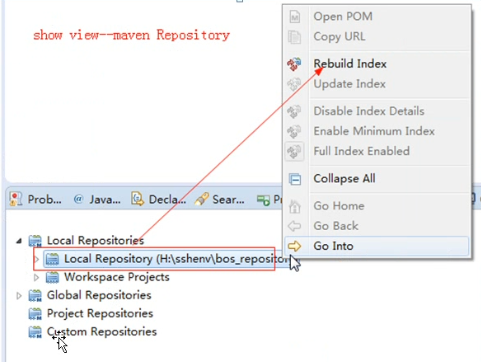 show view--maven Repository
Open POM
Copy URL
Rebuild Index
Update Index
Disable Index Details
Enable Minimum Index
Full Index Enabled
Collapse All
Go Home
Go Back
Go Into
Prob... @ Java... Decla... Sear...
Local Repositories
Local Repository (H:\sshenv\bos_repositor
Workspace Projects
Global Repositories
Project Repositories
Custom Repositories